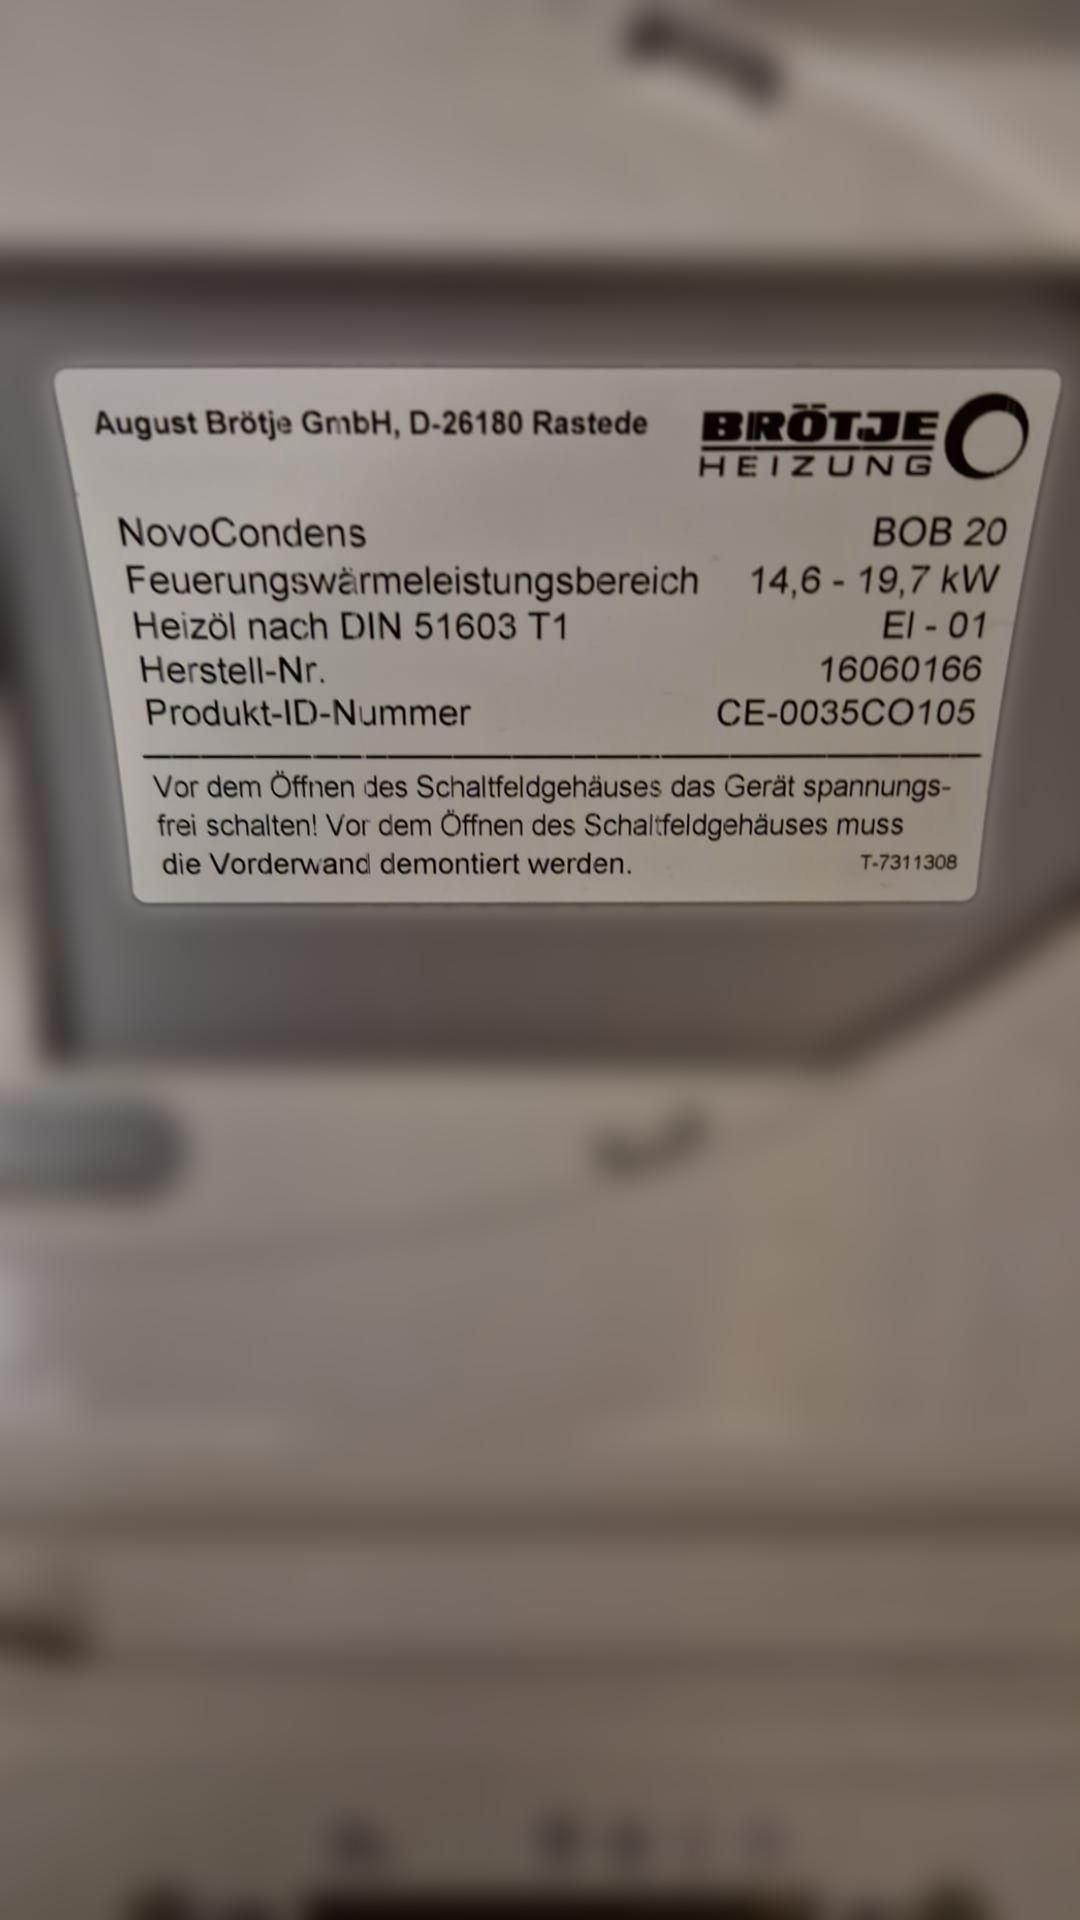 August Brötje GmbH, D-26180 Rastede
BRÖTJE
HEIZUNG
NovoCondens BOB 20
Feuerungswärmeleistungsbereich 14,6 - 19,7 kW
Heizöl nach DIN 51603 T1 El - 01
Herstell-Nr. 16060166
Produkt-ID-Nummer CE-0035CO105
Vor dem Öffnen des Schaltfeldgehäuses das Gerät spannungs-
frei schalten! Vor dem Öffnen des Schaltfeldgehäuses muss
die Vorderwand demontiert werden. T-7311308